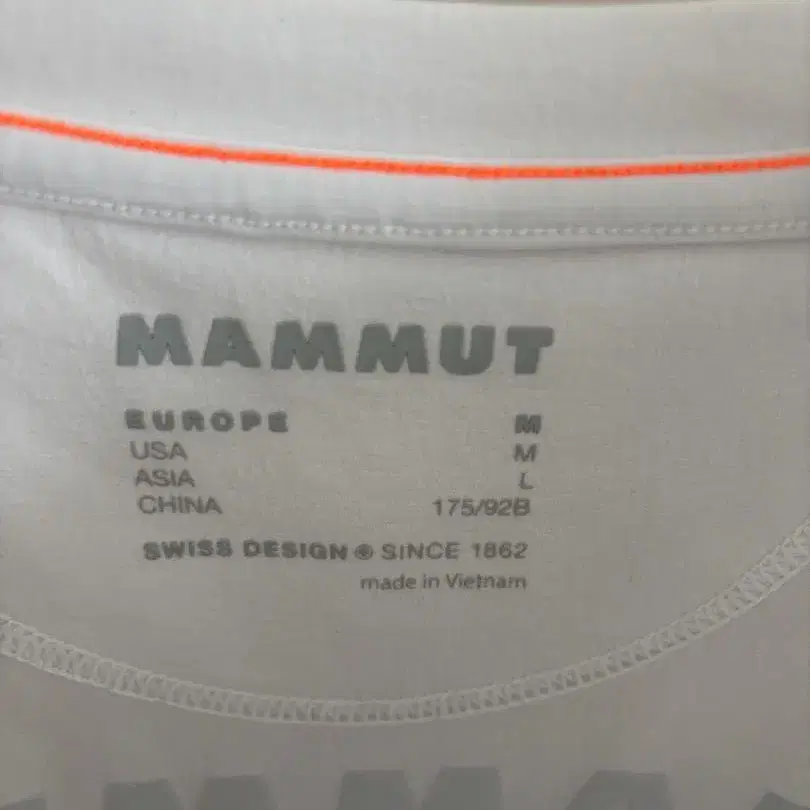 MAMMUT
EUROPE M
USA M
ASIA L
CHINA 175/92B
SWISS DESIGN ® SINCE 1862
made in Vietnam